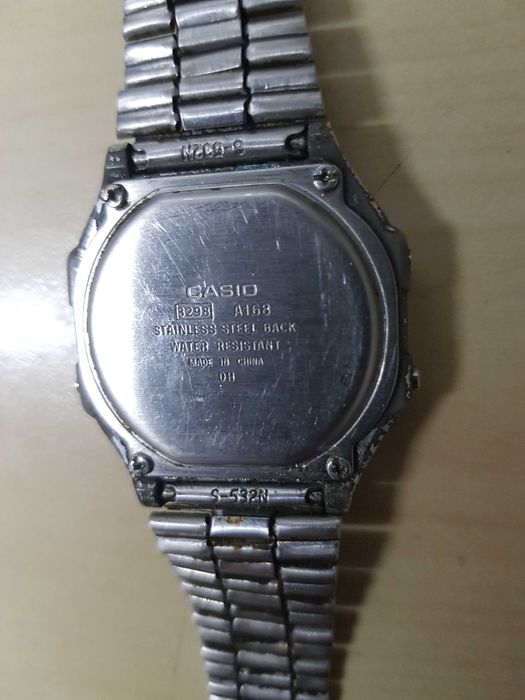 S-532N
CASIO
3298 A168
STAINLESS STEEL BACK
WATER RESISTANT
MADE IN CHINA
DH
S-532N